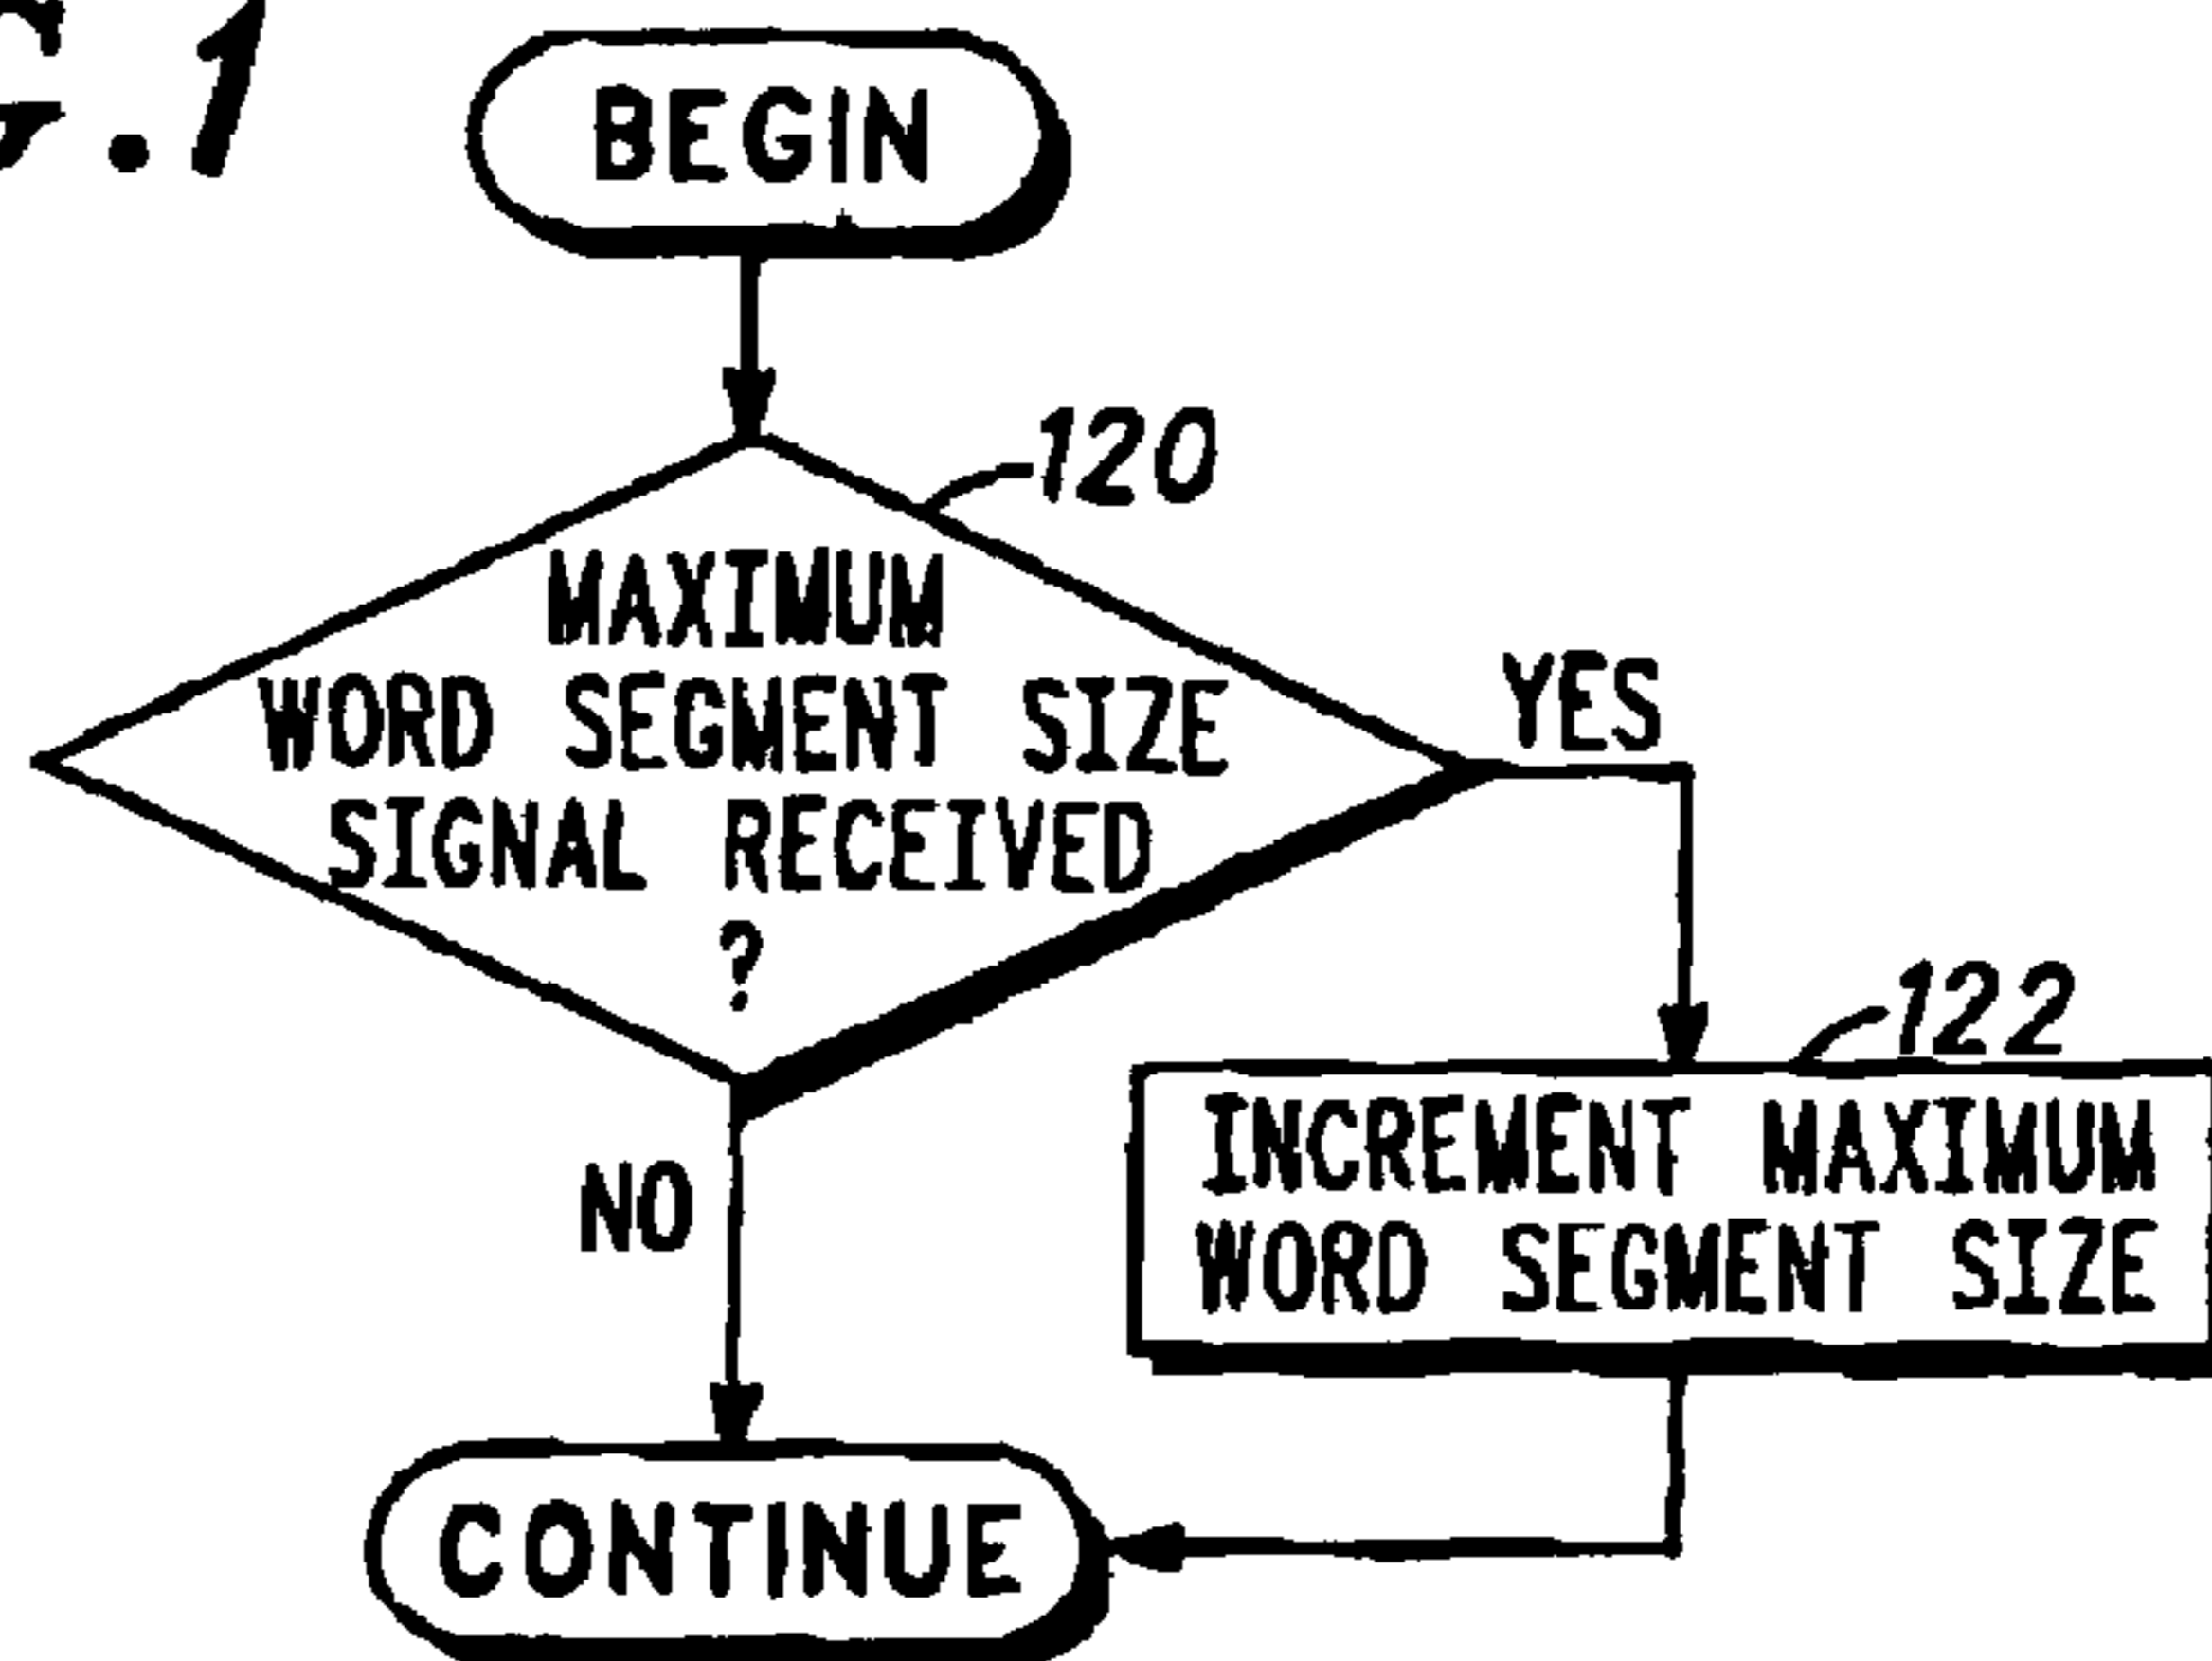 .1
BEGIN
120
MAXIMUM
WORD SEGMENT SIZE
SIGNAL RECEIVED
?
YES
NO
122
INCREMENT MAXIMUM
WORD SEGMENT SIZE
CONTINUE